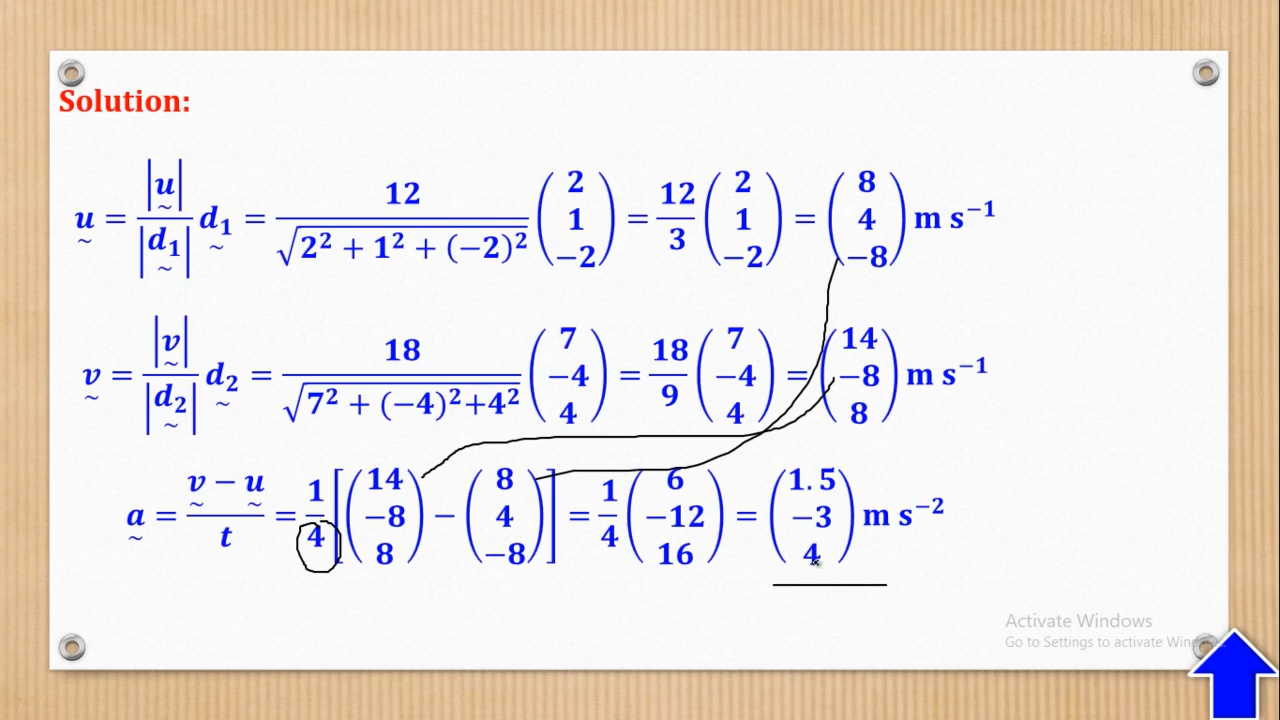 Solution:
u = |u| / |d₁| d₁ = 12 / √(2² + 1² + (−2)²) (2 1 −2) = 12/3 (2 1 −2) = (8 4 −8) m s⁻¹
v = |v| / |d₂| d₂ = 18 / √(7² + (−4)²+4²) (7 −4 4) = 18/9 (7 −4 4) = (14 −8 8) m s⁻¹
a = (v − u) / t = 1/4 [(14 −8 8) − (8 4 −8)] = 1/4 (6 −12 16) = (1.5 −3 4) m s⁻²
Activate Windows
Go to Settings to activate Windows.